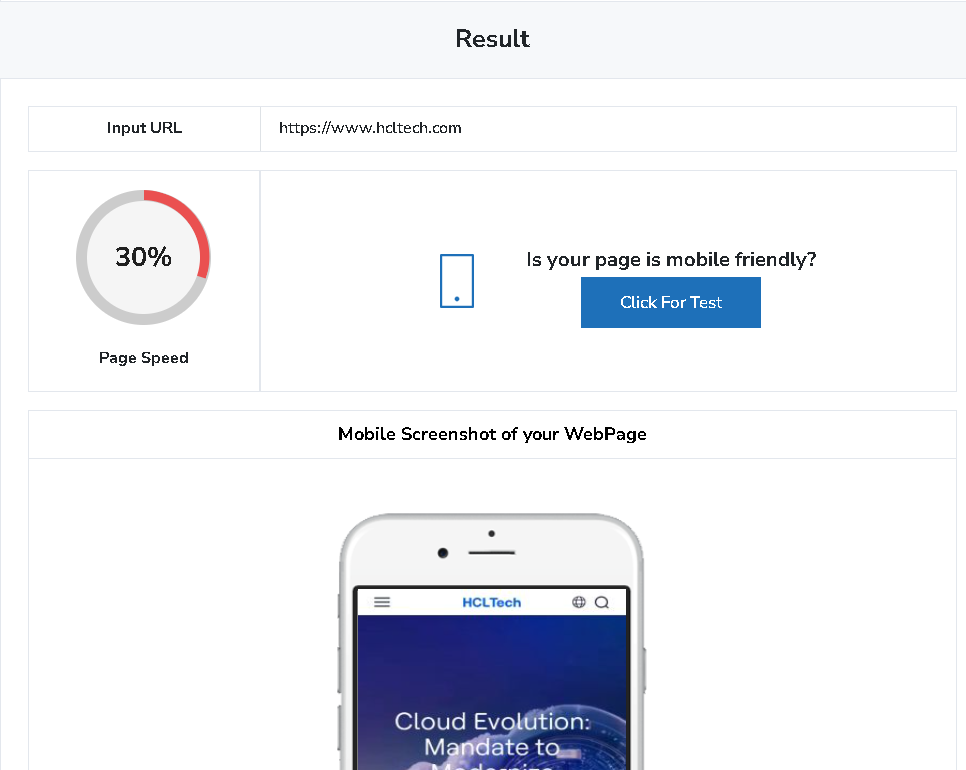 Result
Input URL
https://www.hcltech.com
30%
Page Speed
Is your page is mobile friendly?
Click For Test
Mobile Screenshot of your WebPage
HCLTech
Cloud Evolution:
Mandate to
Modernize